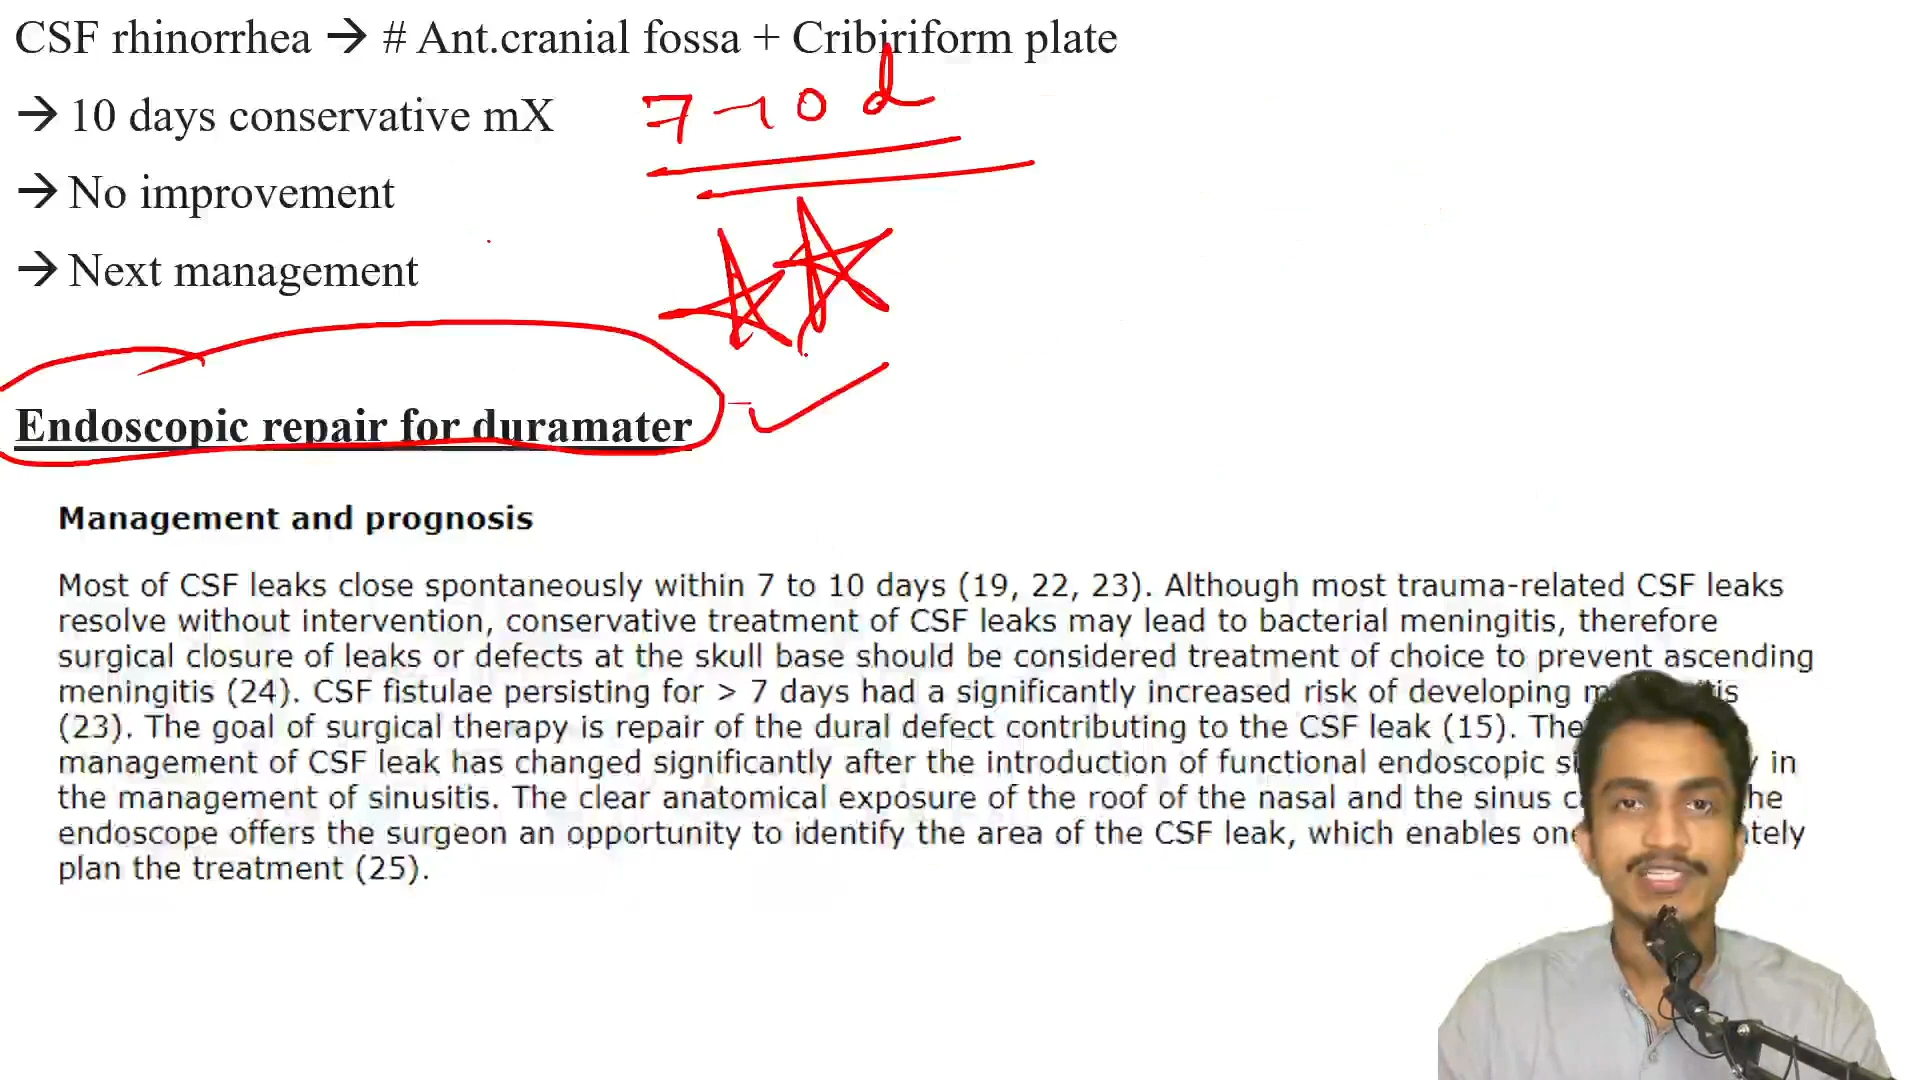 CSF rhinorrhea → # Ant.cranial fossa + Cribiriform plate
→ 10 days conservative mX
7-10 d
→ No improvement
→ Next management
Endoscopic repair for duramater
Management and prognosis
Most of CSF leaks close spontaneously within 7 to 10 days (19, 22, 23). Although most trauma-related CSF leaks
resolve without intervention, conservative treatment of CSF leaks may lead to bacterial meningitis, therefore
surgical closure of leaks or defects at the skull base should be considered treatment of choice to prevent ascending
meningitis (24). CSF fistulae persisting for > 7 days had a significantly increased risk of developing
(23). The goal of surgical therapy is repair of the dural defect contributing to the CSF leak (15). The
management of CSF leak has changed significantly after the introduction of functional endoscopic in
the management of sinusitis. The clear anatomical exposure of the roof of the nasal and the sinus
endoscope offers the surgeon an opportunity to identify the area of the CSF leak, which enables
plan the treatment (25).